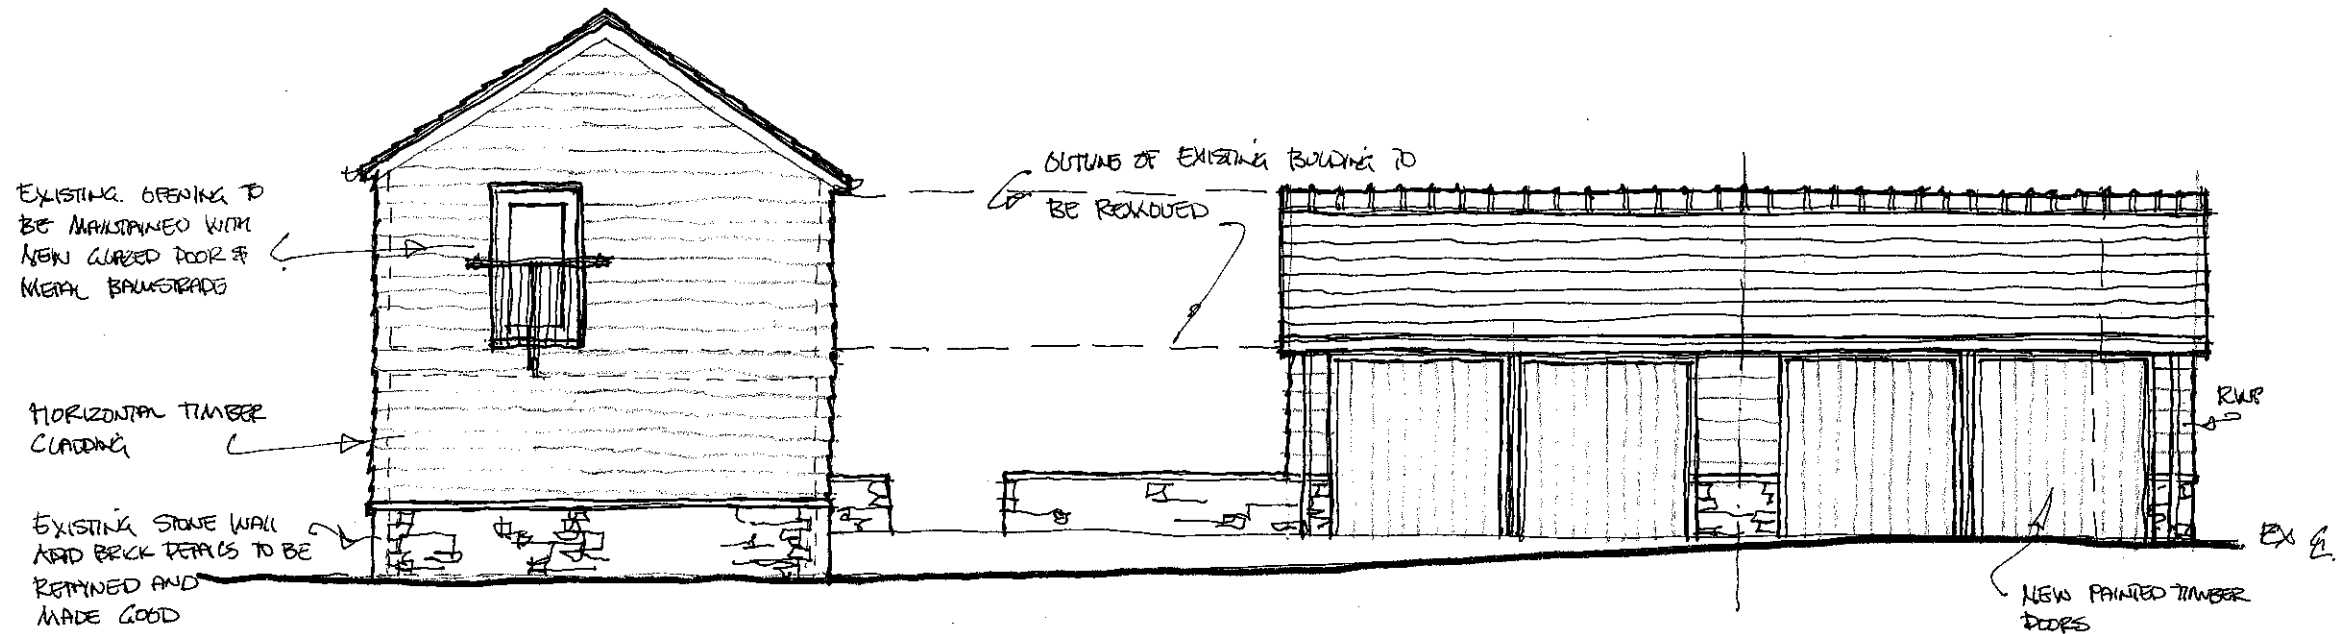 EXISTING. OPENING TO
BE MAINTAINED WITH
NEW GLAZED DOOR &
METAL BALUSTRADE
OUTLINE OF EXISTING BUILDING TO
BE REMOVED
HORIZONTAL TIMBER
CLADDING
RWP
EXISTING STONE WALL
AND BRICK DETAILS TO BE
RETAINED AND
MADE GOOD
EX GL
NEW PAINTED TIMBER
DOORS